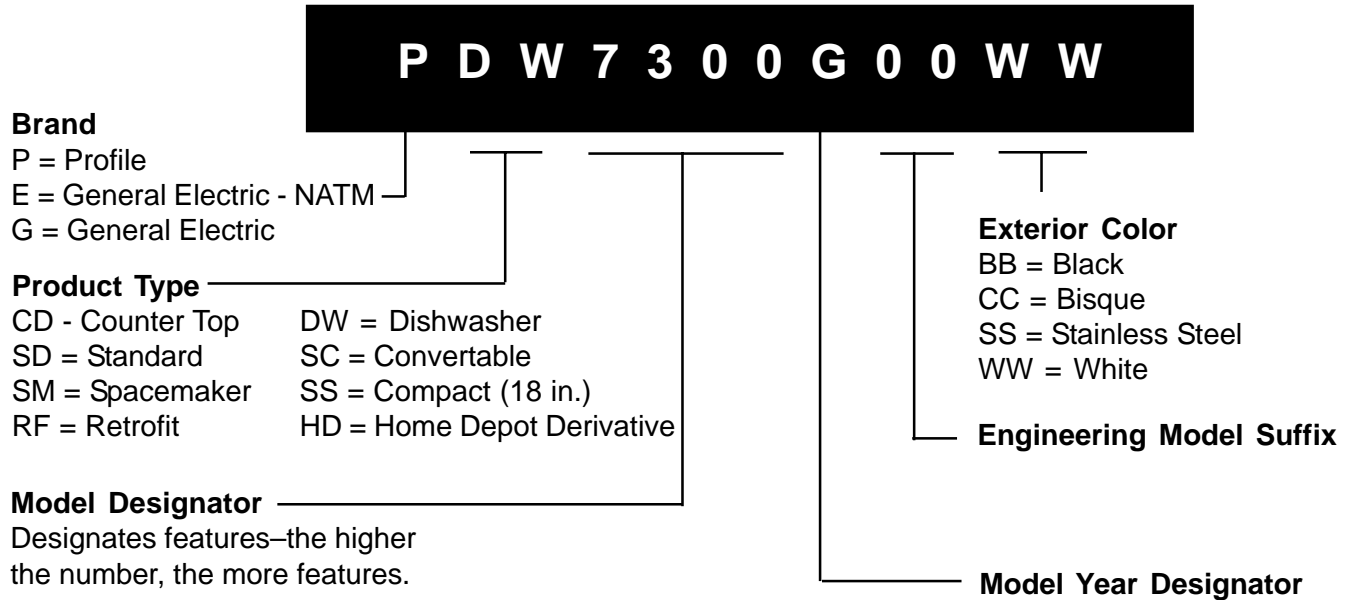 P D W 7 3 0 0 G 0 0 W W
Brand
P = Profile
E = General Electric - NATM
G = General Electric
Product Type
CD - Counter Top DW = Dishwasher
SD = Standard SC = Convertable
SM = Spacemaker SS = Compact (18 in.)
RF = Retrofit HD = Home Depot Derivative
Model Designator
Designates features–the higher
the number, the more features.
Exterior Color
BB = Black
CC = Bisque
SS = Stainless Steel
WW = White
Engineering Model Suffix
Model Year Designator